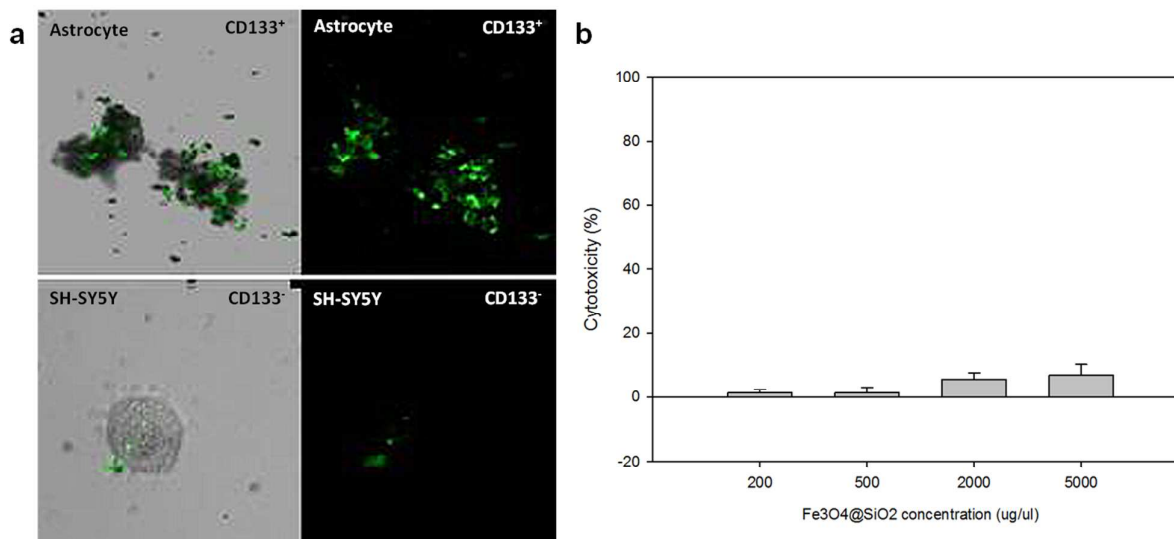 a
Astrocyte CD133+
Astrocyte CD133+
SH-SY5Y CD133-
SH-SY5Y CD133-
b
100
80
60
40
20
0
-20
Cytotoxicity (%)
200 500 2000 5000
Fe3O4@SiO2 concentration (ug/ul)